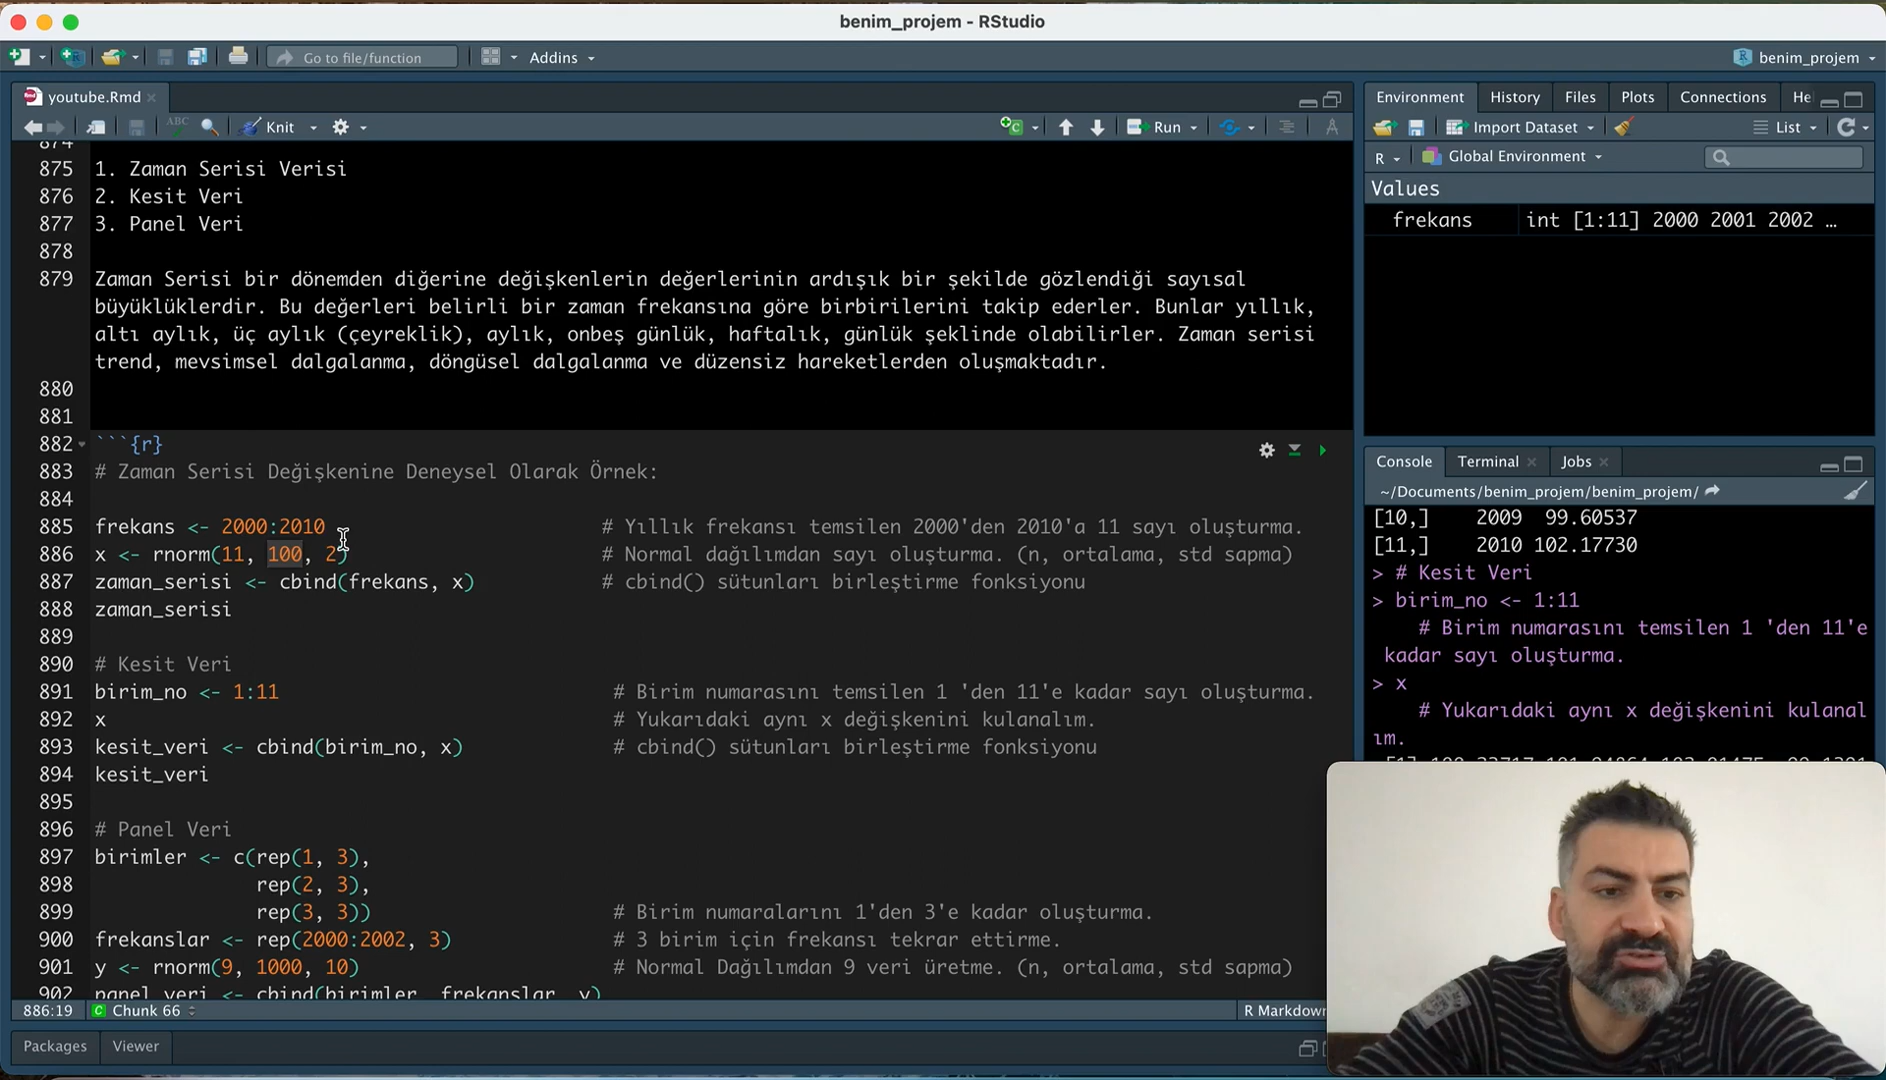 benim_projem - RStudio
Go to file/function
Addins
benim_projem
youtube.Rmd
Knit
Run
ABC
875 1. Zaman Serisi Verisi
876 2. Kesit Veri
877 3. Panel Veri
878
879 Zaman Serisi bir dönemden diğerine değişkenlerin değerlerinin ardışık bir şekilde gözlendiği sayısal
büyüklüklerdir. Bu değerleri belirli bir zaman frekansına göre birbirilerini takip ederler. Bunlar yıllık,
altı aylık, üç aylık (çeyreklik), aylık, onbeş günlük, haftalık, günlük şeklinde olabilirler. Zaman serisi
trend, mevsimsel dalgalanma, döngüsel dalgalanma ve düzensiz hareketlerden oluşmaktadır.
880
881
882 ```{r}
883 # Zaman Serisi Değişkenine Deneysel Olarak Örnek:
884
885 frekans <- 2000:2010 # Yıllık frekansı temsilen 2000'den 2010'a 11 sayı oluşturma.
886 x <- rnorm(11, 100, 2) # Normal dağılımdan sayı oluşturma. (n, ortalama, std sapma)
887 zaman_serisi <- cbind(frekans, x) # cbind() sütunları birleştirme fonksiyonu
888 zaman_serisi
889
890 # Kesit Veri
891 birim_no <- 1:11 # Birim numarasını temsilen 1 'den 11'e kadar sayı oluşturma.
892 x # Yukarıdaki aynı x değişkenini kulanalım.
893 kesit_veri <- cbind(birim_no, x) # cbind() sütunları birleştirme fonksiyonu
894 kesit_veri
895
896 # Panel Veri
897 birimler <- c(rep(1, 3),
898 rep(2, 3),
899 rep(3, 3)) # Birim numaralarını 1'den 3'e kadar oluşturma.
900 frekanslar <- rep(2000:2002, 3) # 3 birim için frekansı tekrar ettirme.
901 y <- rnorm(9, 1000, 10) # Normal Dağılımdan 9 veri üretme. (n, ortalama, std sapma)
902 panel_veri <- cbind(birimler, frekanslar, y)
886:19 Chunk 66 R Markdown
Packages Viewer
Environment History Files Plots Connections He
Import Dataset List
R Global Environment
Values
frekans int [1:11] 2000 2001 2002 …
Console Terminal Jobs
~/Documents/benim_projem/benim_projem/
[10,] 2009 99.60537
[11,] 2010 102.17730
> # Kesit Veri
> birim_no <- 1:11
# Birim numarasını temsilen 1 'den 11'e
kadar sayı oluşturma.
> x
# Yukarıdaki aynı x değişkenini kulanal
ım.